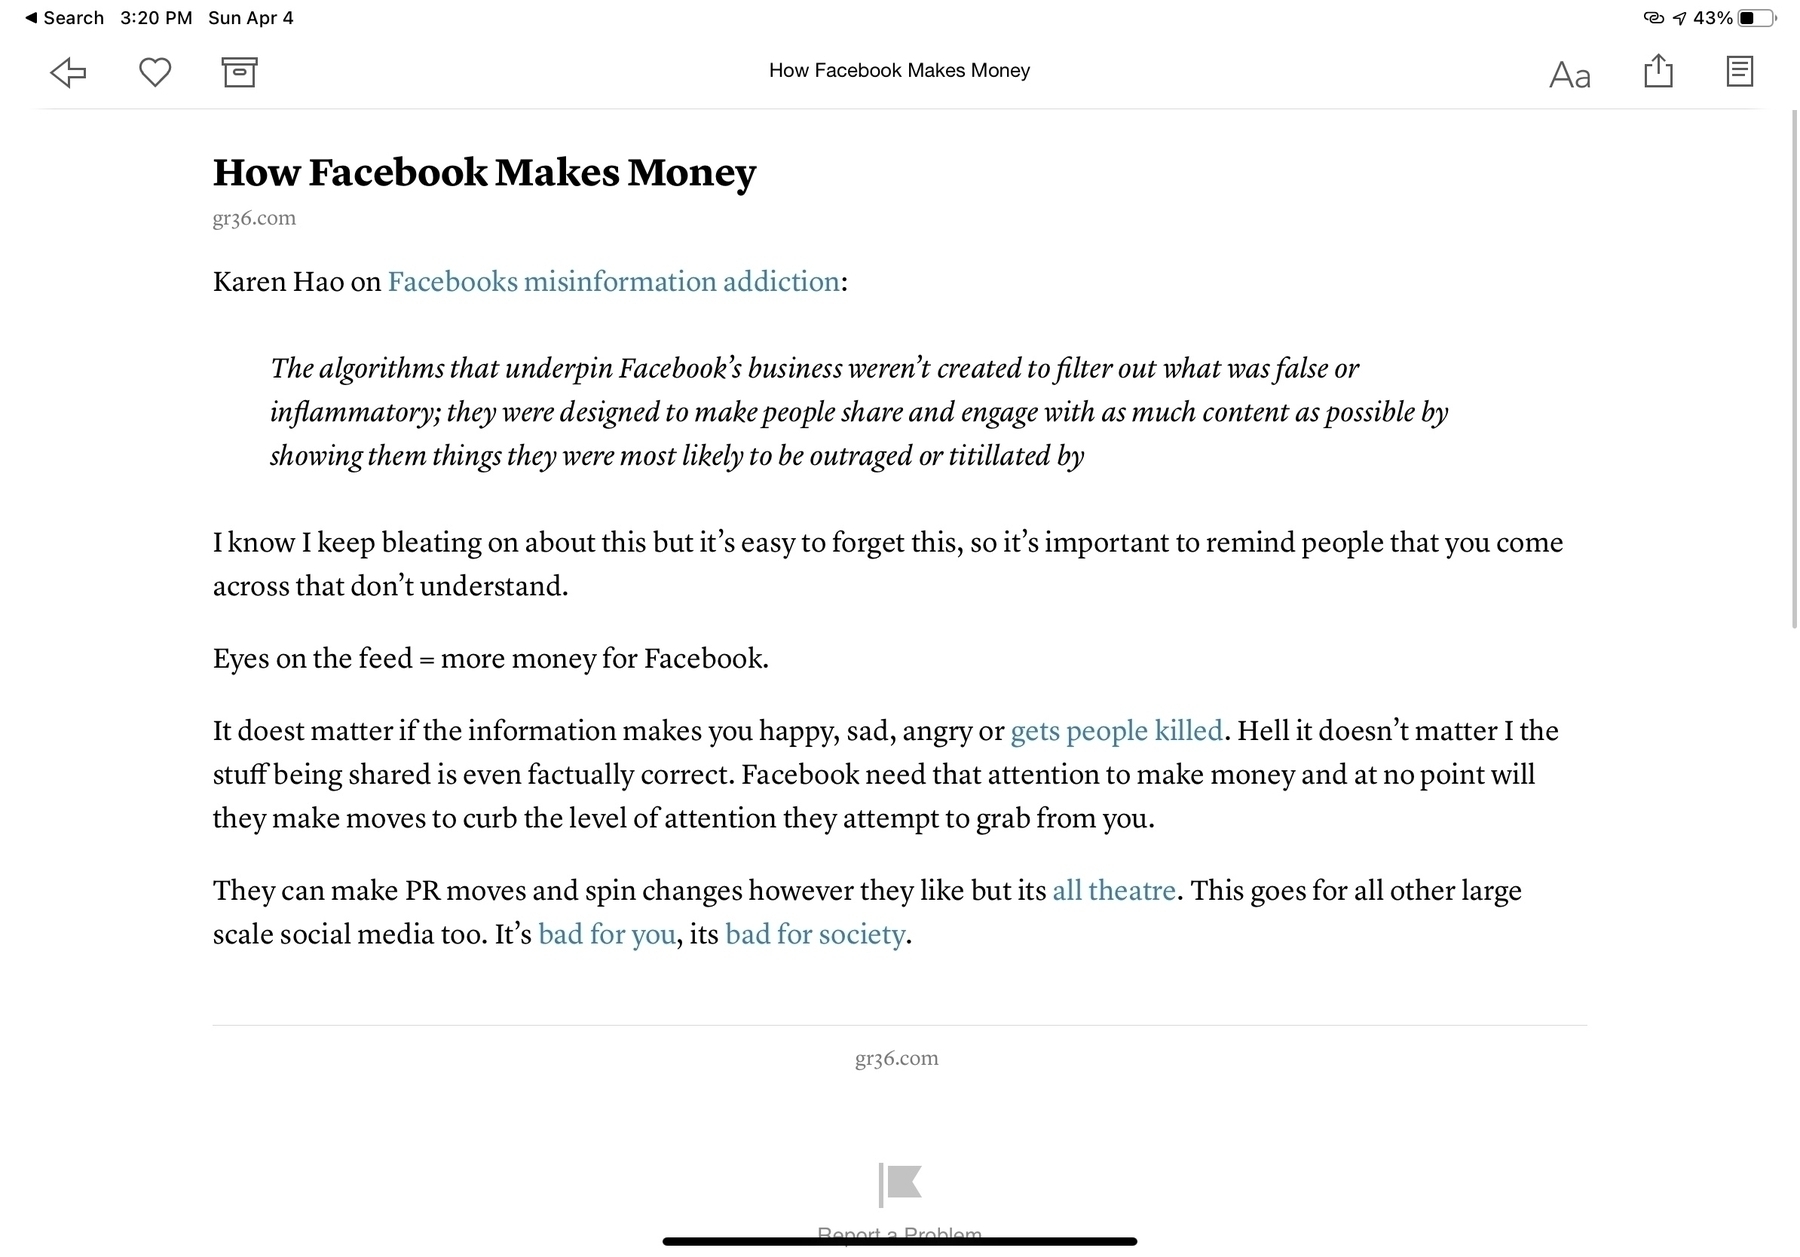 Search 3:20 PM Sun Apr 4 43%
How Facebook Makes Money
Aa
How Facebook Makes Money
gr36.com
Karen Hao on Facebooks misinformation addiction:
The algorithms that underpin Facebook’s business weren’t created to filter out what was false or
inflammatory; they were designed to make people share and engage with as much content as possible by
showing them things they were most likely to be outraged or titillated by
I know I keep bleating on about this but it’s easy to forget this, so it’s important to remind people that you come
across that don’t understand.
Eyes on the feed = more money for Facebook.
It doest matter if the information makes you happy, sad, angry or gets people killed. Hell it doesn’t matter I the
stuff being shared is even factually correct. Facebook need that attention to make money and at no point will
they make moves to curb the level of attention they attempt to grab from you.
They can make PR moves and spin changes however they like but its all theatre. This goes for all other large
scale social media too. It’s bad for you, its bad for society.
gr36.com
Report a Problem